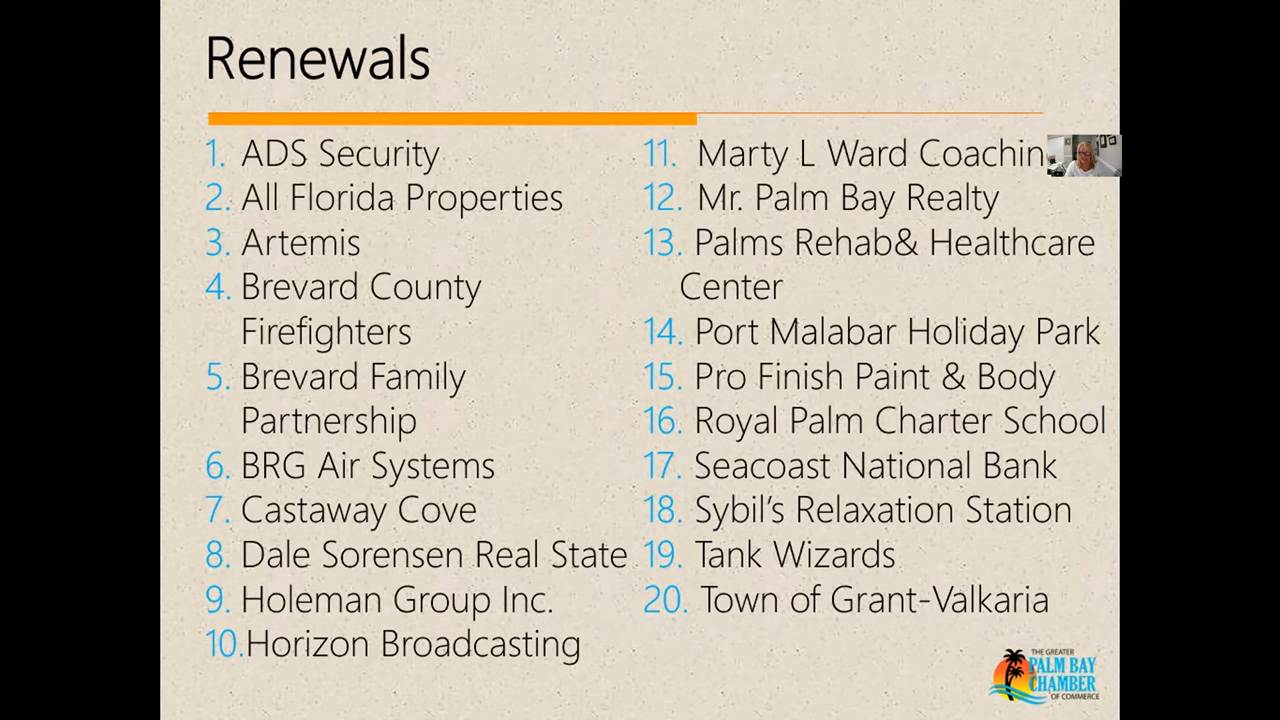 Renewals
1. ADS Security
2. All Florida Properties
3. Artemis
4. Brevard County
Firefighters
5. Brevard Family
Partnership
6. BRG Air Systems
7. Castaway Cove
8. Dale Sorensen Real State
9. Holeman Group Inc.
10.Horizon Broadcasting
11. Marty L Ward Coachin
12. Mr. Palm Bay Realty
13. Palms Rehab& Healthcare
Center
14. Port Malabar Holiday Park
15. Pro Finish Paint & Body
16. Royal Palm Charter School
17. Seacoast National Bank
18. Sybil’s Relaxation Station
19. Tank Wizards
20. Town of Grant-Valkaria
THE GREATER
PALM BAY
CHAMBER
OF COMMERCE